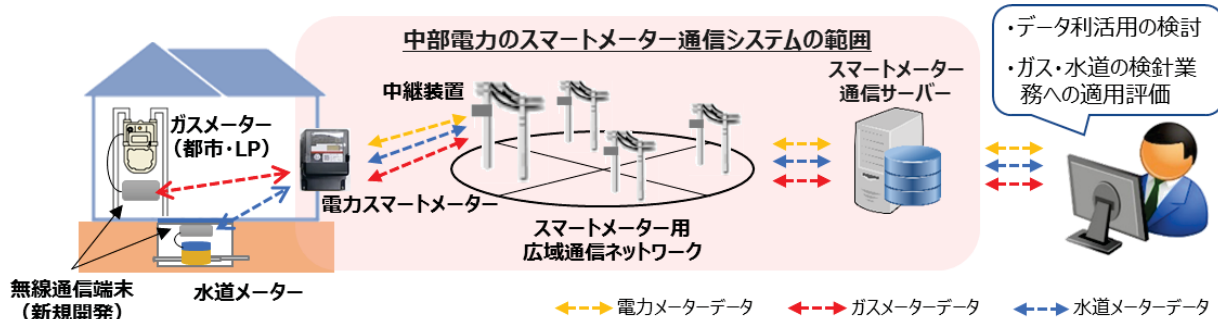 中部電力のスマートメーター通信システムの範囲
・データ利活用の検討
・ガス・水道の検針業
務への適用評価
スマートメーター
通信サーバー
中継装置
ガスメーター
（都市・LP）
電力スマートメーター
スマートメーター用
広域通信ネットワーク
無線通信端末
（新規開発）
水道メーター
電力メーターデータ
ガスメーターデータ
水道メーターデータ